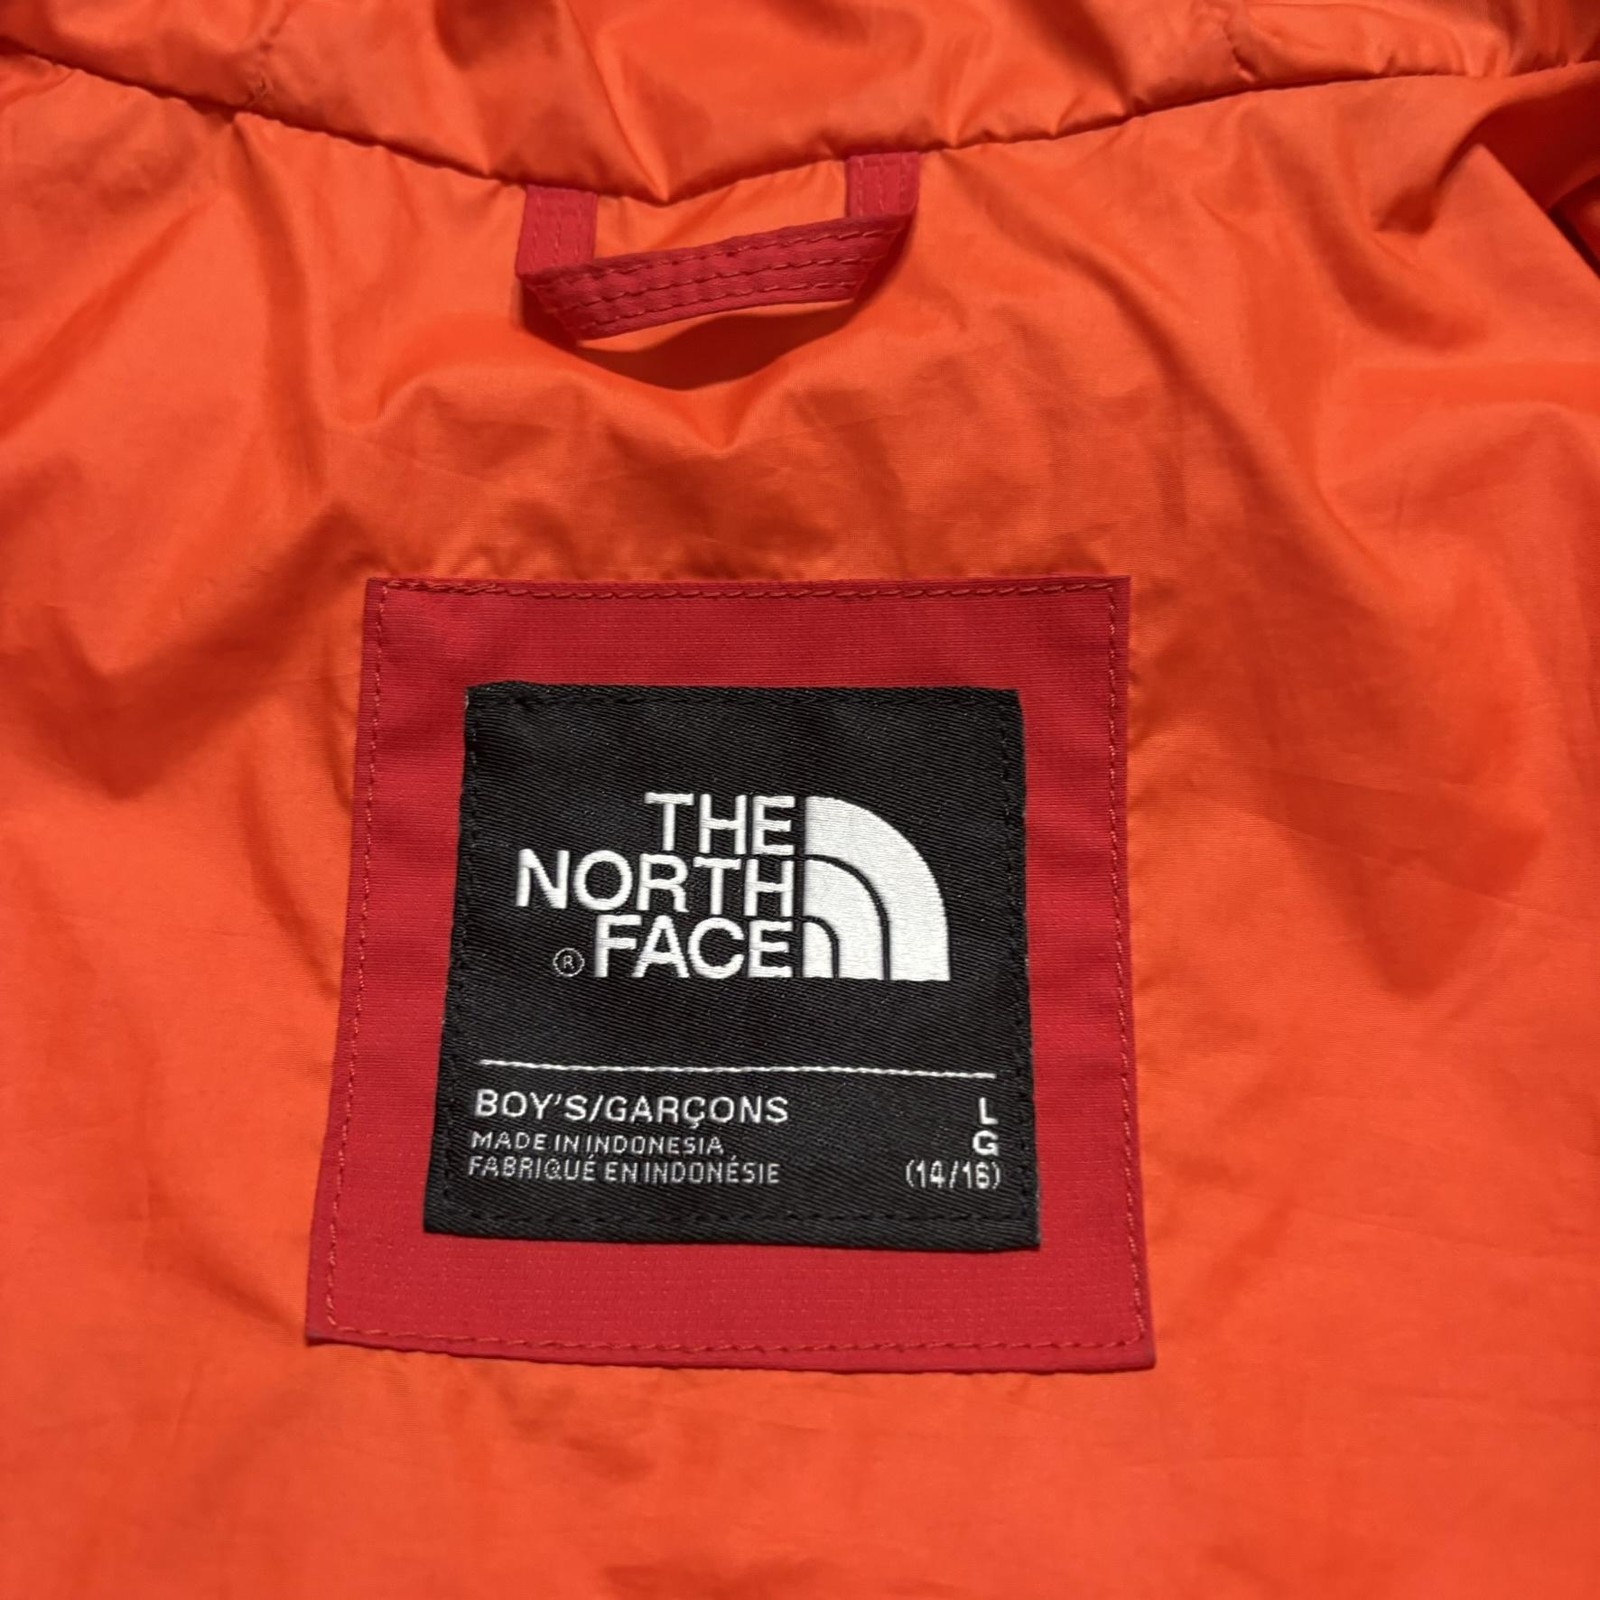 THE
NORTH
® FACE
BOY'S/GARÇONS L
MADE IN INDONESIA G
FABRIQUÉ EN INDONÉSIE (14/16)